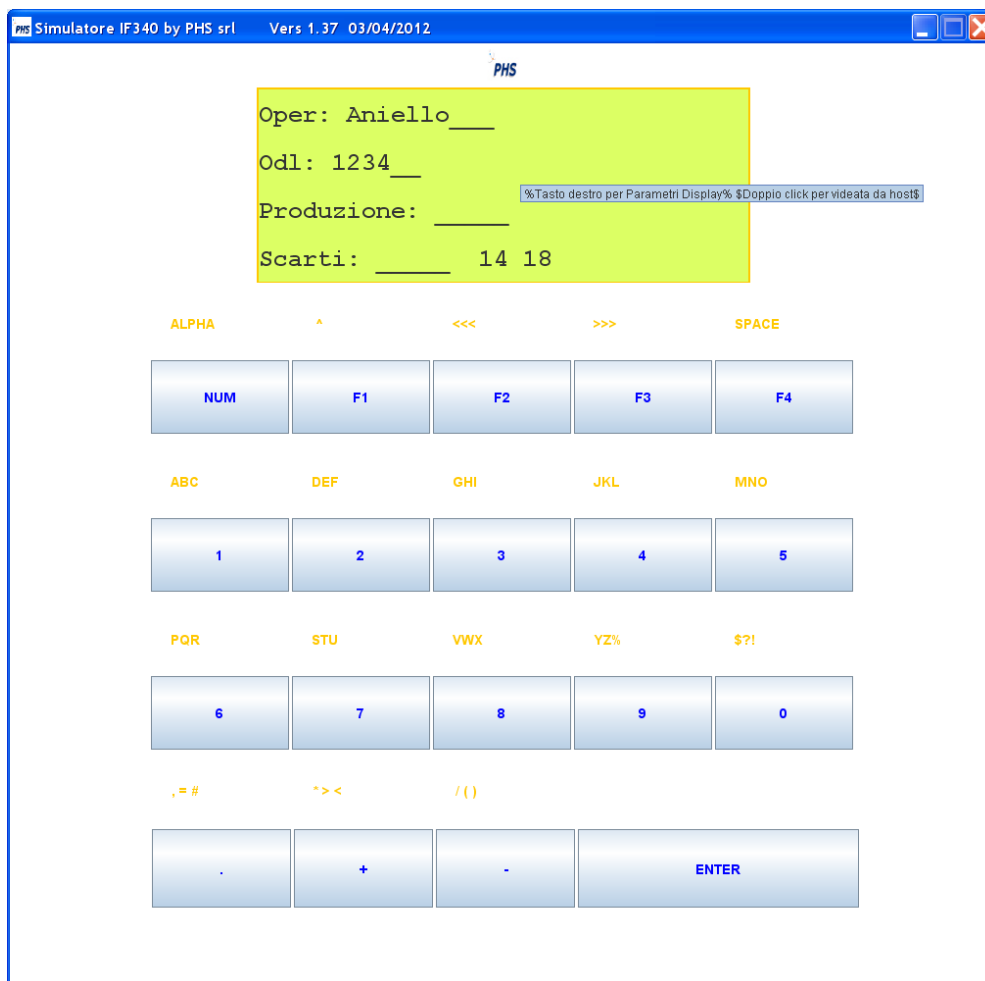 PHS Simulatore IF340 by PHS srl Vers 1.37 03/04/2012
PHS
Oper: Aniello___
Odl: 1234__
%Tasto destro per Parametri Display% $Doppio click per videata da host$
Produzione: _____
Scarti: _____ 14 18
ALPHA ^ <<< >>> SPACE
NUM F1 F2 F3 F4
ABC DEF GHI JKL MNO
1 2 3 4 5
PQR STU VWX YZ% $?!
6 7 8 9 0
, = # * > < / ( )
. + - ENTER